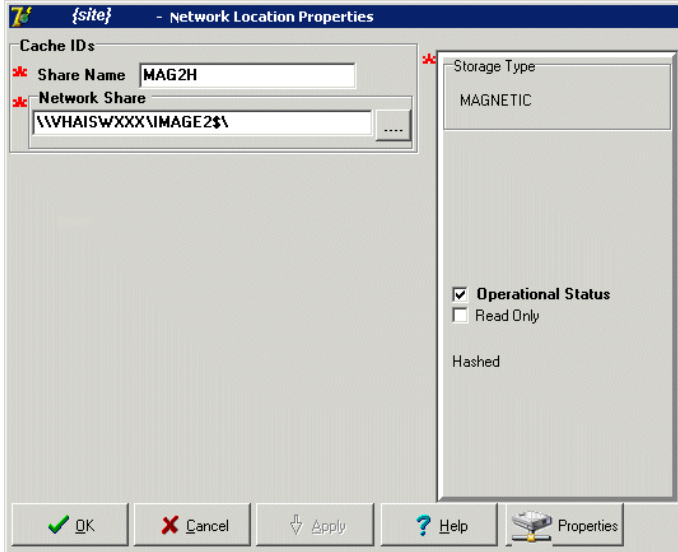 {site} - Network Location Properties
Cache IDs
* Share Name MAG2H
* Network Share
\\VHAISWXXX\IMAGE2$\
....
* Storage Type
MAGNETIC
Operational Status
Read Only
Hashed
OK Cancel Apply Help Properties